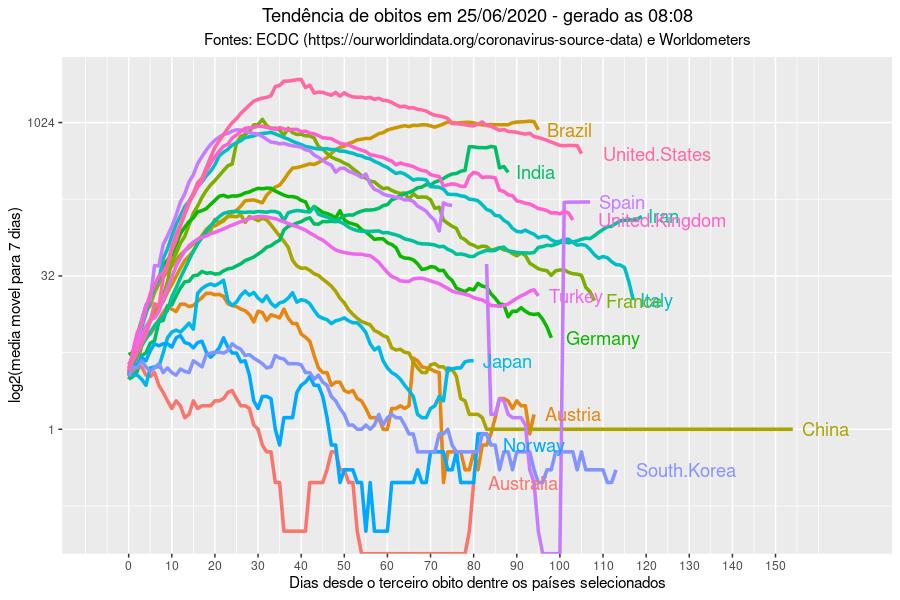 Tendência de obitos em 25/06/2020 - gerado as 08:08
Fontes: ECDC (https://ourworldindata.org/coronavirus-source-data) e Worldometers
log2(media movel para 7 dias)
1024
32
1
Brazil
United.States
India
Spain
Iran
United.Kingdom
Turkey
France
Italy
Germany
Japan
Austria
China
Norway
South.Korea
Australia
0 10 20 30 40 50 60 70 80 90 100 110 120 130 140 150
Dias desde o terceiro obito dentre os países selecionados